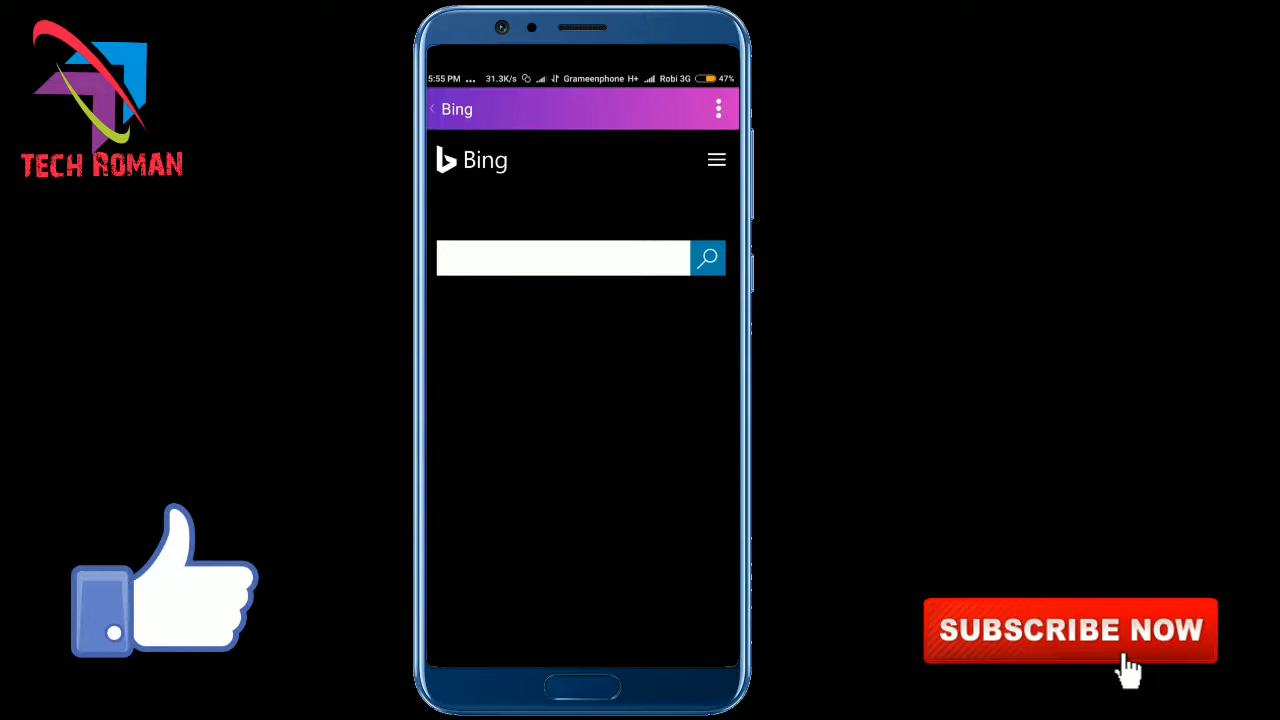 TECH ROMAN
5:55 PM ... 31.3K/s Grameenphone H+ Robi 3G 47%
Bing
Bing
SUBSCRIBE NOW